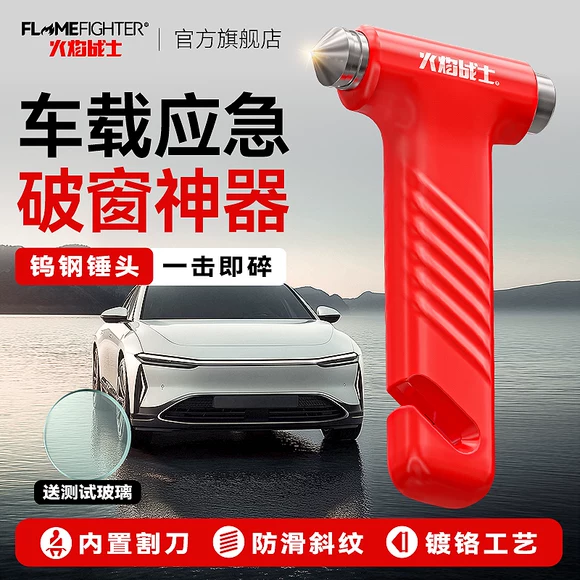 FLAMEFIGHTER®
火焰战士
官方旗舰店
火焰战士
车载应急
破窗神器
钨钢锤头
一击即碎
送测试玻璃
内置割刀
防滑斜纹
镀铬工艺